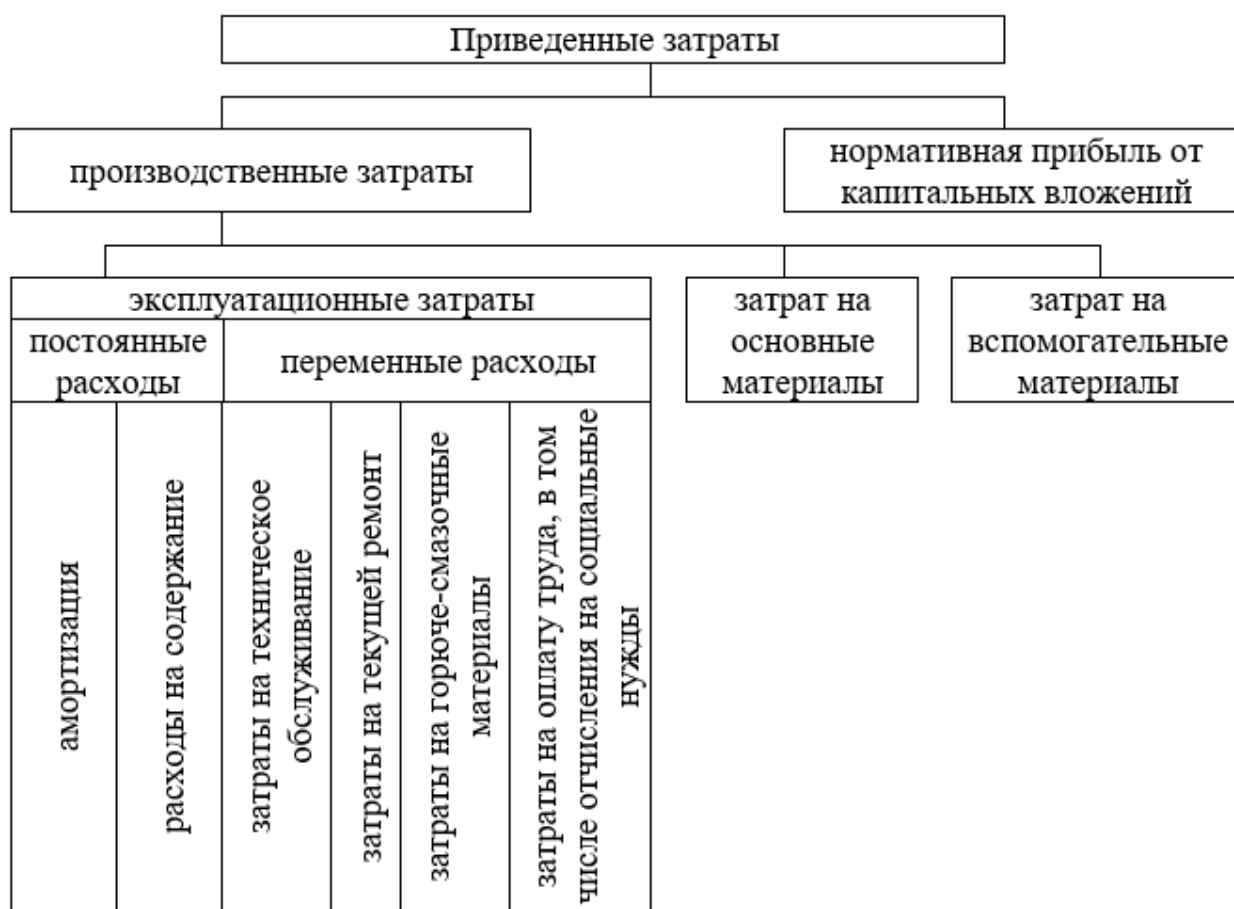 Приведенные затраты
производственные затраты
нормативная прибыль от
капитальных вложений
эксплуатационные затраты
постоянные
расходы
переменные расходы
затрат на
основные
материалы
затрат на
вспомогательные
материалы
амортизация
расходы на содержание
затраты на техническое
обслуживание
затраты на текущей ремонт
затраты на горюче-смазочные
материалы
затраты на оплату труда, в том
числе отчисления на социальные
нужды